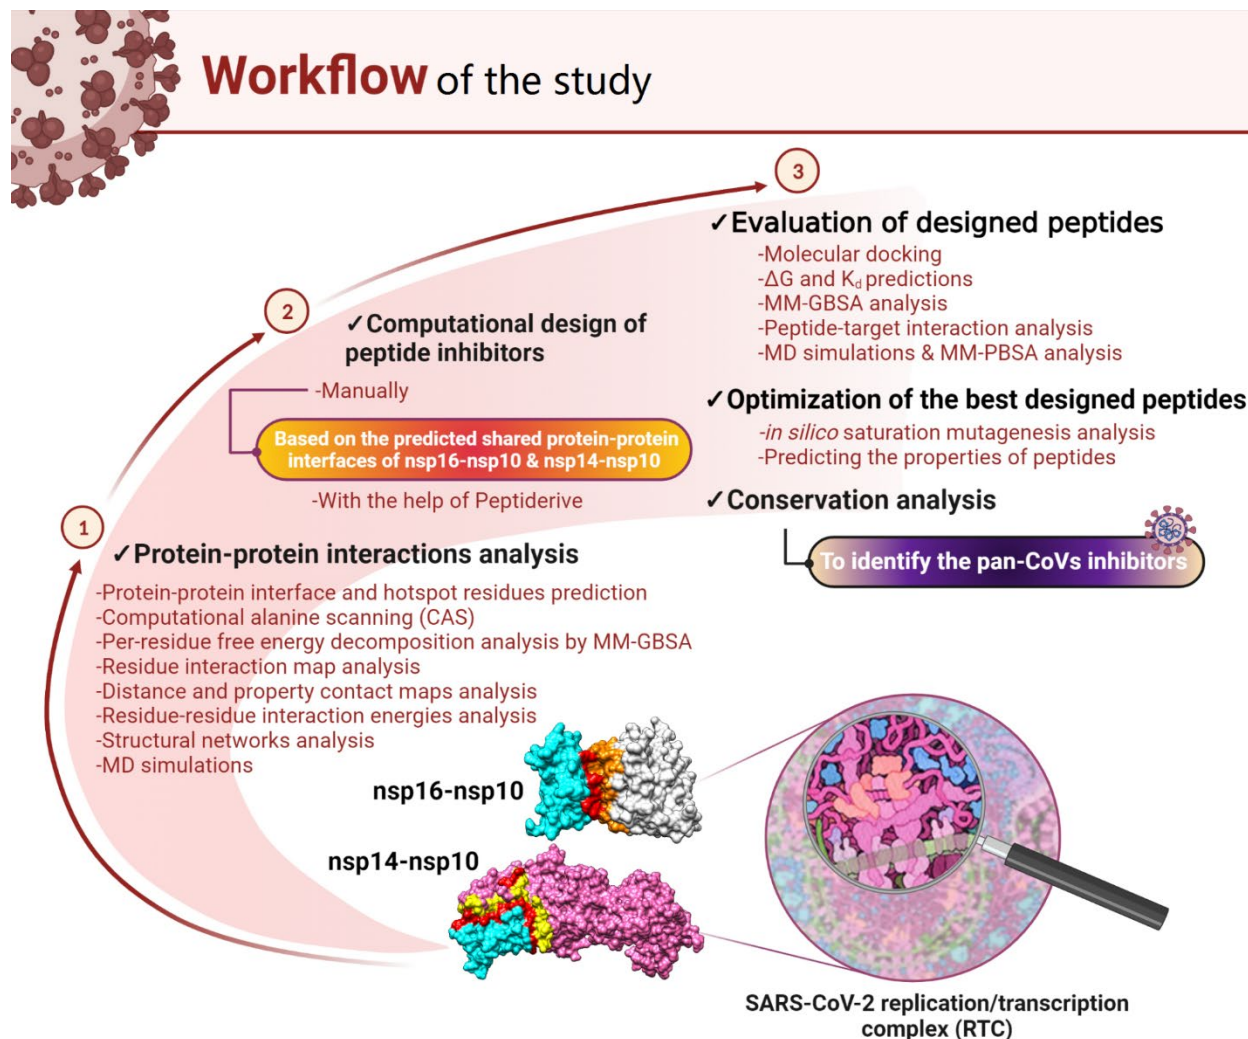 Workflow of the study
1
✓Protein-protein interactions analysis
-Protein-protein interface and hotspot residues prediction
-Computational alanine scanning (CAS)
-Per-residue free energy decomposition analysis by MM-GBSA
-Residue interaction map analysis
-Distance and property contact maps analysis
-Residue-residue interaction energies analysis
-Structural networks analysis
-MD simulations
2
✓Computational design of
peptide inhibitors
-Manually
Based on the predicted shared protein-protein
interfaces of nsp16-nsp10 & nsp14-nsp10
-With the help of Peptiderive
3
✓Evaluation of designed peptides
-Molecular docking
-ΔG and Kd predictions
-MM-GBSA analysis
-Peptide-target interaction analysis
-MD simulations & MM-PBSA analysis
✓Optimization of the best designed peptides
-in silico saturation mutagenesis analysis
-Predicting the properties of peptides
✓Conservation analysis
To identify the pan-CoVs inhibitors
nsp16-nsp10
nsp14-nsp10
SARS-CoV-2 replication/transcription
complex (RTC)